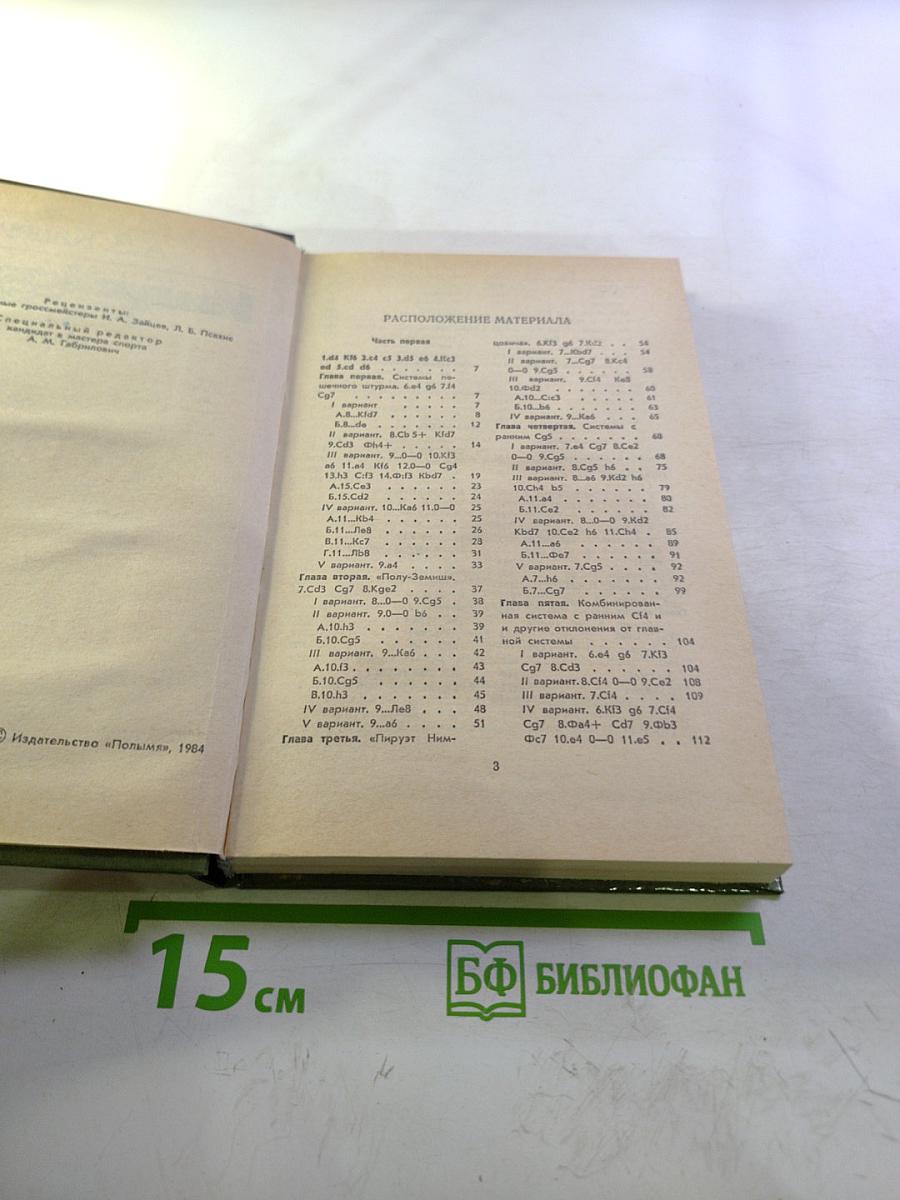 Рецензенты:
гроссмейстеры И. А. Зайцев, Л. Б. Псахис
Специальный редактор
кандидат в мастера спорта
А. М. Габрилович
© Издательство «Полымя», 1984
РАСПОЛОЖЕНИЕ МАТЕРИАЛА
Часть первая
1.d4 Kf6 2.c4 c5 3.d5 e6 4.Kc3
ed 5.cd d6 . . . . . . . 7
Глава первая. Системы пе-
шечного штурма. 6.e4 g6 7.f4
Cg7 . . . . . . . . . . 7
I вариант . . . . . 7
А.8...Kfd7 . . . . . . 8
Б.8...de . . . . . . . 12
II вариант 8.Cb5+ Kfd7
9.Cd3 Фh4+ . . . . . 14
III вариант 9...0—0 10.Kf3
a6 11.a4 Kf6 12.0—0 Cg4
13.h3 C:f3 14.Ф:f3 Kbd7 . 19
А.15.Ce3 . . . . . . 23
Б.15.Cd2 . . . . . . 24
IV вариант. 10...Ka6 11.0—0 25
А.11...Kb4 . . . . . 25
Б.11...Ле8 . . . . . 26
В.11...Kc7 . . . . . 28
Г.11...Лb8 . . . . . 31
V вариант 9.a4 . . . . 33
Глава вторая. «Полу-Земиш».
7.Cd3 Cg7 8.Kge2 . . . . 37
I вариант. 8...0—0 9.Cg5 . 38
II вариант 9.0—0 b6 . . 39
А.10.h3 . . . . . . . 39
Б.10.Cg5 . . . . . . 41
III вариант. 9...Ka6 . . . 42
А.10.f3 . . . . . . . . 43
Б.10.Cg5 . . . . . . 44
В.10.h3 . . . . . . . 45
IV вариант. 9...Ле8 . . . 48
V вариант. 9...a6 . . . . 51
Глава третья. «Пируэт Ним-
цовича». 6.Kf3 g6 7.Kd2 . . 54
I вариант. 7...Kbd7 . . . 54
II вариант. 7...Cg7 8.Kc4
0—0 9.Cg5 . . . . . . 58
III вариант. 9.Cf4 Ke8
10.Фd2 . . . . . . . 60
А.10...C:c3 . . . . . 61
Б.10...b6 . . . . . . 63
IV вариант 9...Ka6 . . . 65
Глава четвертая. Системы с
ранним Cg5 . . . . . . . 68
I вариант. 7.e4 Cg7 8.Ce2
0—0 9.Cg5 . . . . . . 68
II вариант. 8.Cg5 h6 . . 75
III вариант. 8...a6 9.Kd2 h6
10.Ch4 b5 . . . . . . 79
А.11.a4 . . . . . . . 80
Б.11.Ce2 . . . . . . 82
IV вариант. 8...0—0 9.Kd2
Kbd7 10.Ce2 h6 11.Ch4 . 85
А.11...a6 . . . . . . 89
Б.11...Фe7 . . . . . 91
V вариант. 7.Cg5 . . . . 92
А.7...h6 . . . . . . . 92
Б.7...Cg7 . . . . . . 99
Глава пятая. Комбинирован-
ная система с ранним Cf4 и
и другие отклонения от глав-
ной системы . . . . . . 104
I вариант. 6.e4 g6 7.Kf3
Cg7 8.Cd3 . . . . . . 104
II вариант. 8.Cf4 0—0 9.Ce2 108
III вариант. 7.Cf4 . . . . 109
IV вариант. 6.Kf3 g6 7.Cf4
Cg7 8.Фa4+ Cd7 9.Фb3
Фc7 10.e4 0—0 11.e5 . . 112
3
15 см
БФ БИБЛИОФАН